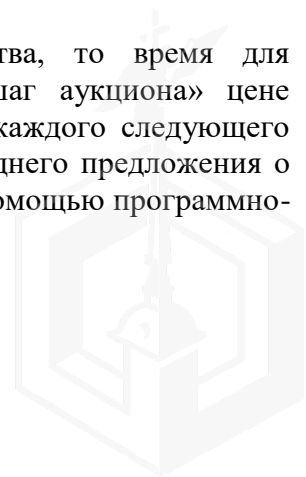 тва, то время для
шаг аукциона» цене
каждого следующего
днего предложения о
омощью программно-